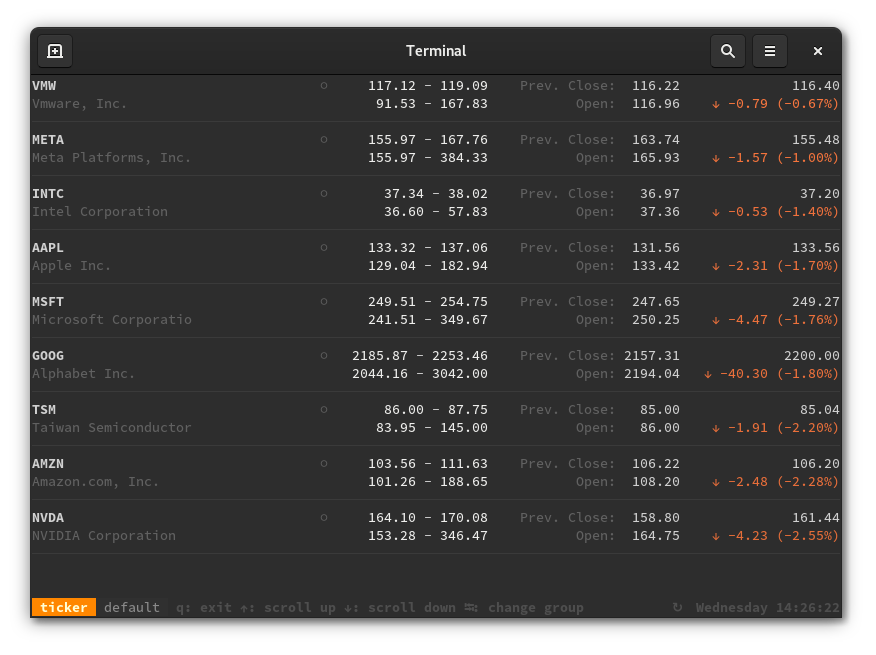 Terminal
VMW ○ 117.12 – 119.09 Prev. Close: 116.22 116.40
Vmware, Inc. 91.53 – 167.83 Open: 116.96 ↓ -0.79 (-0.67%)
META ○ 155.97 – 167.76 Prev. Close: 163.74 155.48
Meta Platforms, Inc. 155.97 – 384.33 Open: 165.93 ↓ -1.57 (-1.00%)
INTC ○ 37.34 – 38.02 Prev. Close: 36.97 37.20
Intel Corporation 36.60 – 57.83 Open: 37.36 ↓ -0.53 (-1.40%)
AAPL ○ 133.32 – 137.06 Prev. Close: 131.56 133.56
Apple Inc. 129.04 – 182.94 Open: 133.42 ↓ -2.31 (-1.70%)
MSFT ○ 249.51 – 254.75 Prev. Close: 247.65 249.27
Microsoft Corporatio 241.51 – 349.67 Open: 250.25 ↓ -4.47 (-1.76%)
GOOG ○ 2185.87 – 2253.46 Prev. Close: 2157.31 2200.00
Alphabet Inc. 2044.16 – 3042.00 Open: 2194.04 ↓ -40.30 (-1.80%)
TSM ○ 86.00 – 87.75 Prev. Close: 85.00 85.04
Taiwan Semiconductor 83.95 – 145.00 Open: 86.00 ↓ -1.91 (-2.20%)
AMZN ○ 103.56 – 111.63 Prev. Close: 106.22 106.20
Amazon.com, Inc. 101.26 – 188.65 Open: 108.20 ↓ -2.48 (-2.28%)
NVDA ○ 164.10 – 170.08 Prev. Close: 158.80 161.44
NVIDIA Corporation 153.28 – 346.47 Open: 164.75 ↓ -4.23 (-2.55%)
ticker default q: exit ↑: scroll up ↓: scroll down ↹: change group ↻ Wednesday 14:26:22